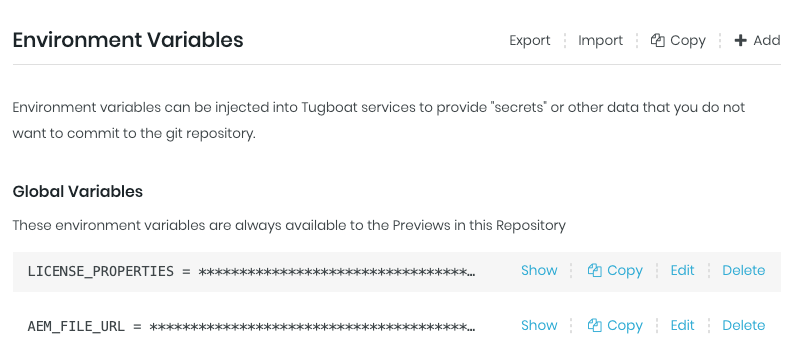 Environment Variables
Export Import Copy Add
Environment variables can be injected into Tugboat services to provide "secrets" or other data that you do not
want to commit to the git repository.
Global Variables
These environment variables are always available to the Previews in this Repository
LICENSE_PROPERTIES = *********************************… Show Copy Edit Delete
AEM_FILE_URL = ***************************************… Show Copy Edit Delete